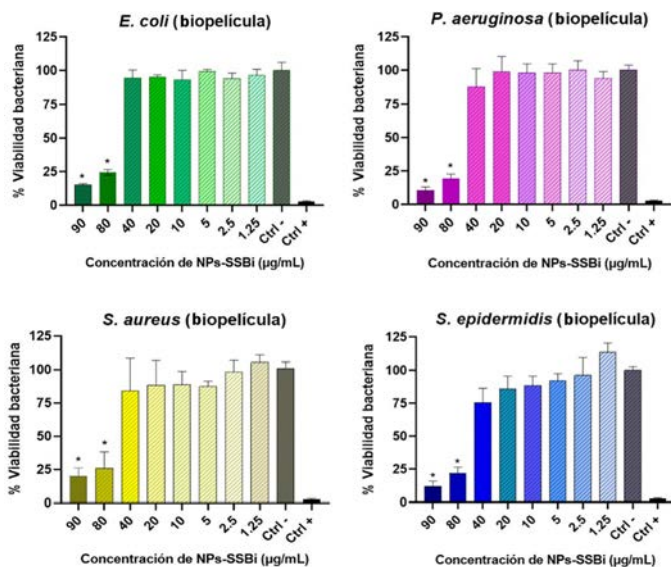 E. coli (biopelícula)
% Viabilidad bacteriana
125
100
75
50
25
0
* *
90 80 40 20 10 5 2.5 1.25 Ctrl - Ctrl +
Concentración de NPs-SSBi (µg/mL)
P. aeruginosa (biopelícula)
% Viabilidad bacteriana
125
100
75
50
25
0
* *
90 80 40 20 10 5 2.5 1.25 Ctrl - Ctrl +
Concentración de NPs-SSBi (µg/mL)
S. aureus (biopelícula)
% Viabilidad bacteriana
125
100
75
50
25
0
* *
90 80 40 20 10 5 2.5 1.25 Ctrl - Ctrl +
Concentración de NPs-SSBi (µg/mL)
S. epidermidis (biopelícula)
% Viabilidad bacteriana
125
100
75
50
25
0
* *
90 80 40 20 10 5 2.5 1.25 Ctrl - Ctrl +
Concentración de NPs-SSBi (µg/mL)